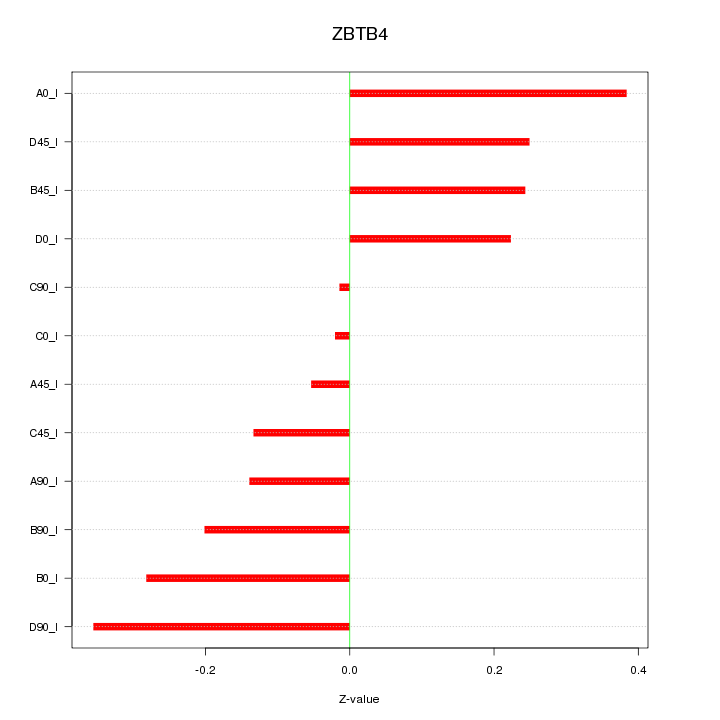 ZBTB4
A0_I
D45_I
B45_I
D0_I
C90_I
C0_I
A45_I
C45_I
A90_I
B90_I
B0_I
D90_I
-0.2 0.0 0.2 0.4
Z-value